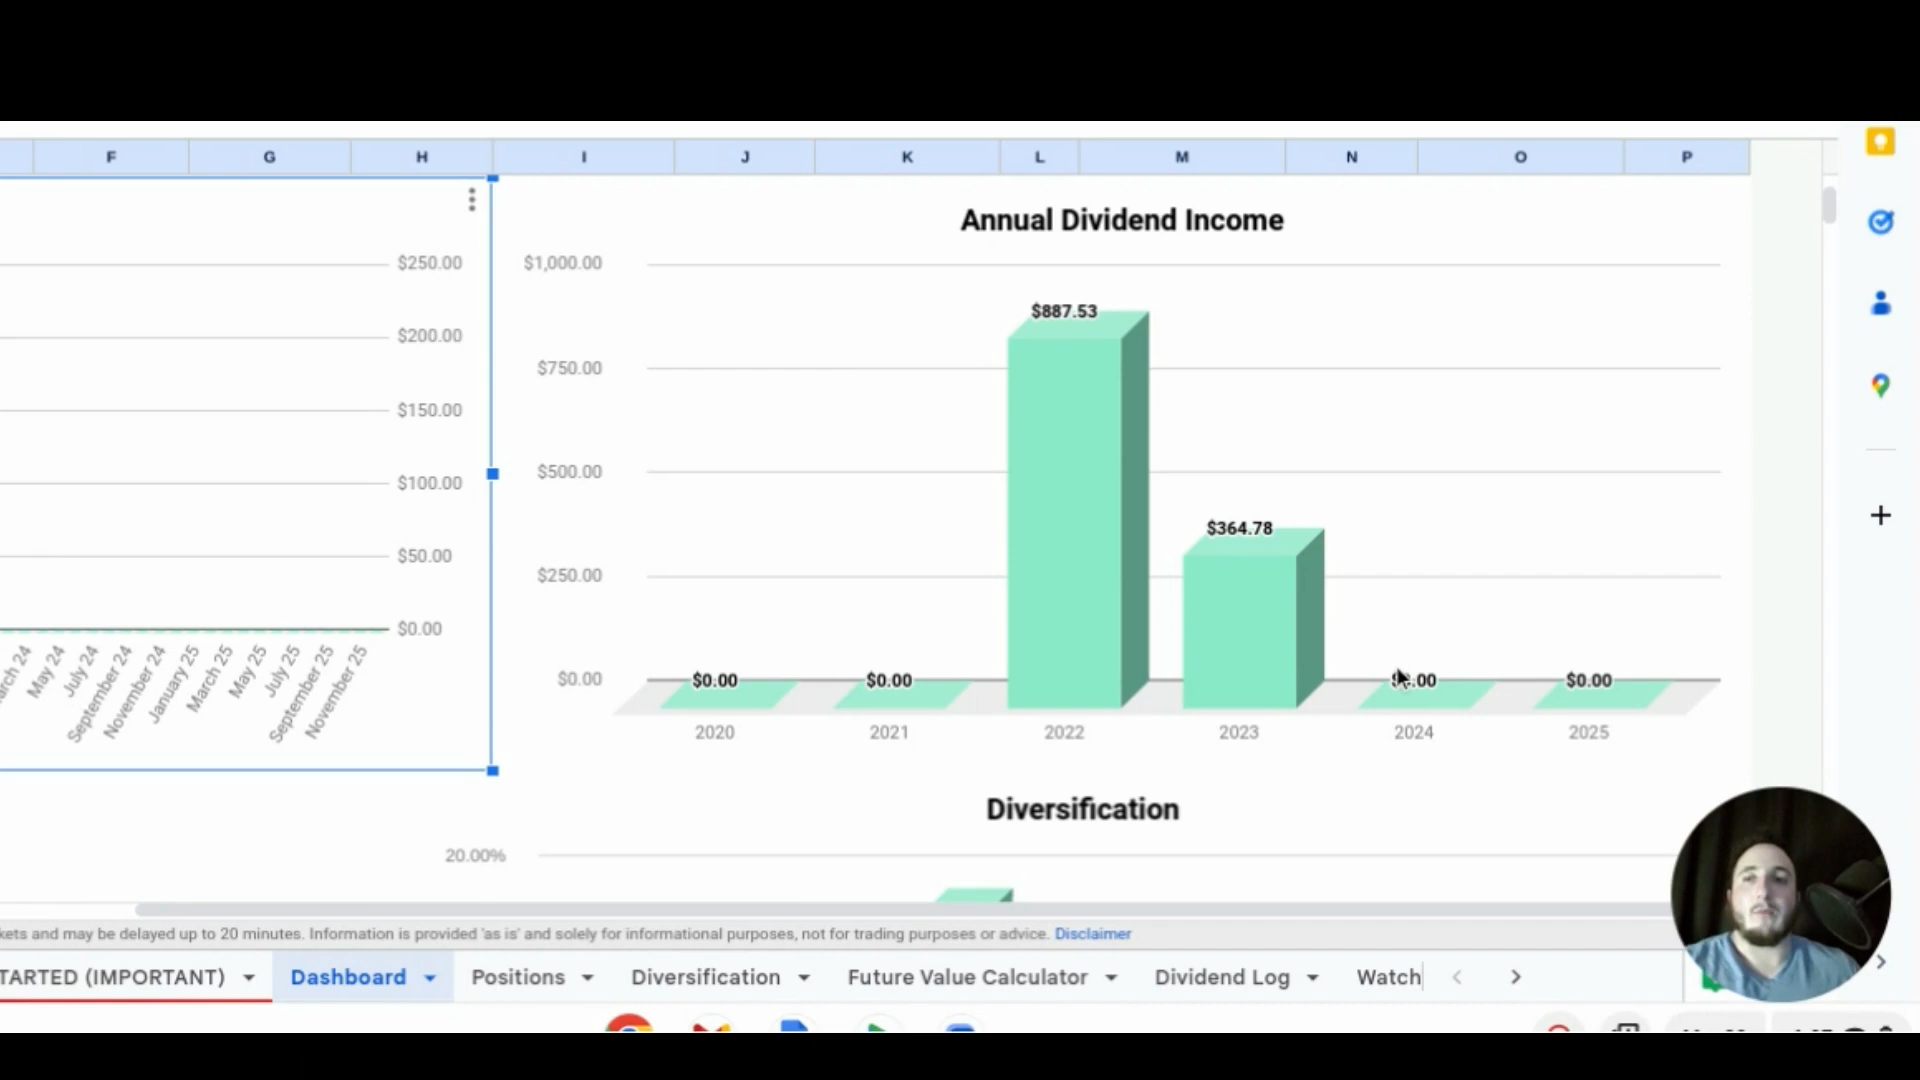 F G H I J K L M N O P
Annual Dividend Income
$250.00
$200.00
$150.00
$100.00
$50.00
$0.00
May 24
July 24
September 24
November 24
January 25
March 25
May 25
July 25
September 25
November 25
$1,000.00
$750.00
$500.00
$250.00
$0.00
$887.53
$364.78
$0.00 $0.00 $0.00
2020 2021 2022 2023 2024 2025
Diversification
20.00%
and may be delayed up to 20 minutes. Information is provided 'as is' and solely for informational purposes, not for trading purposes or advice. Disclaimer
(IMPORTANT) Dashboard Positions Diversification Future Value Calculator Dividend Log Watch